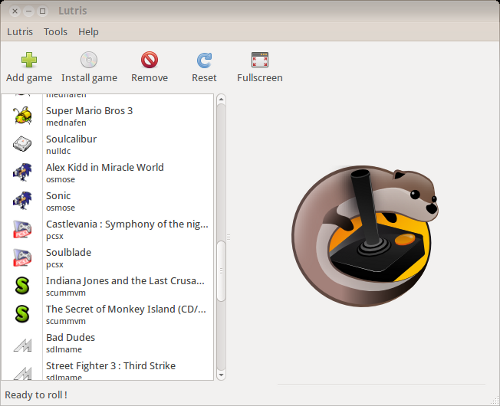 Lutris
Lutris Tools Help
Add game Install game Remove Reset Fullscreen
mednafen
Super Mario Bros 3
mednafen
Soulcalibur
nulldc
Alex Kidd in Miracle World
osmose
Sonic
osmose
Castlevania : Symphony of the nig...
pcsx
Soulblade
pcsx
Indiana Jones and the Last Crusa...
scummvm
The Secret of Monkey Island (CD/...
scummvm
Bad Dudes
sdlmame
Street Fighter 3 : Third Strike
sdlmame
Ready to roll !